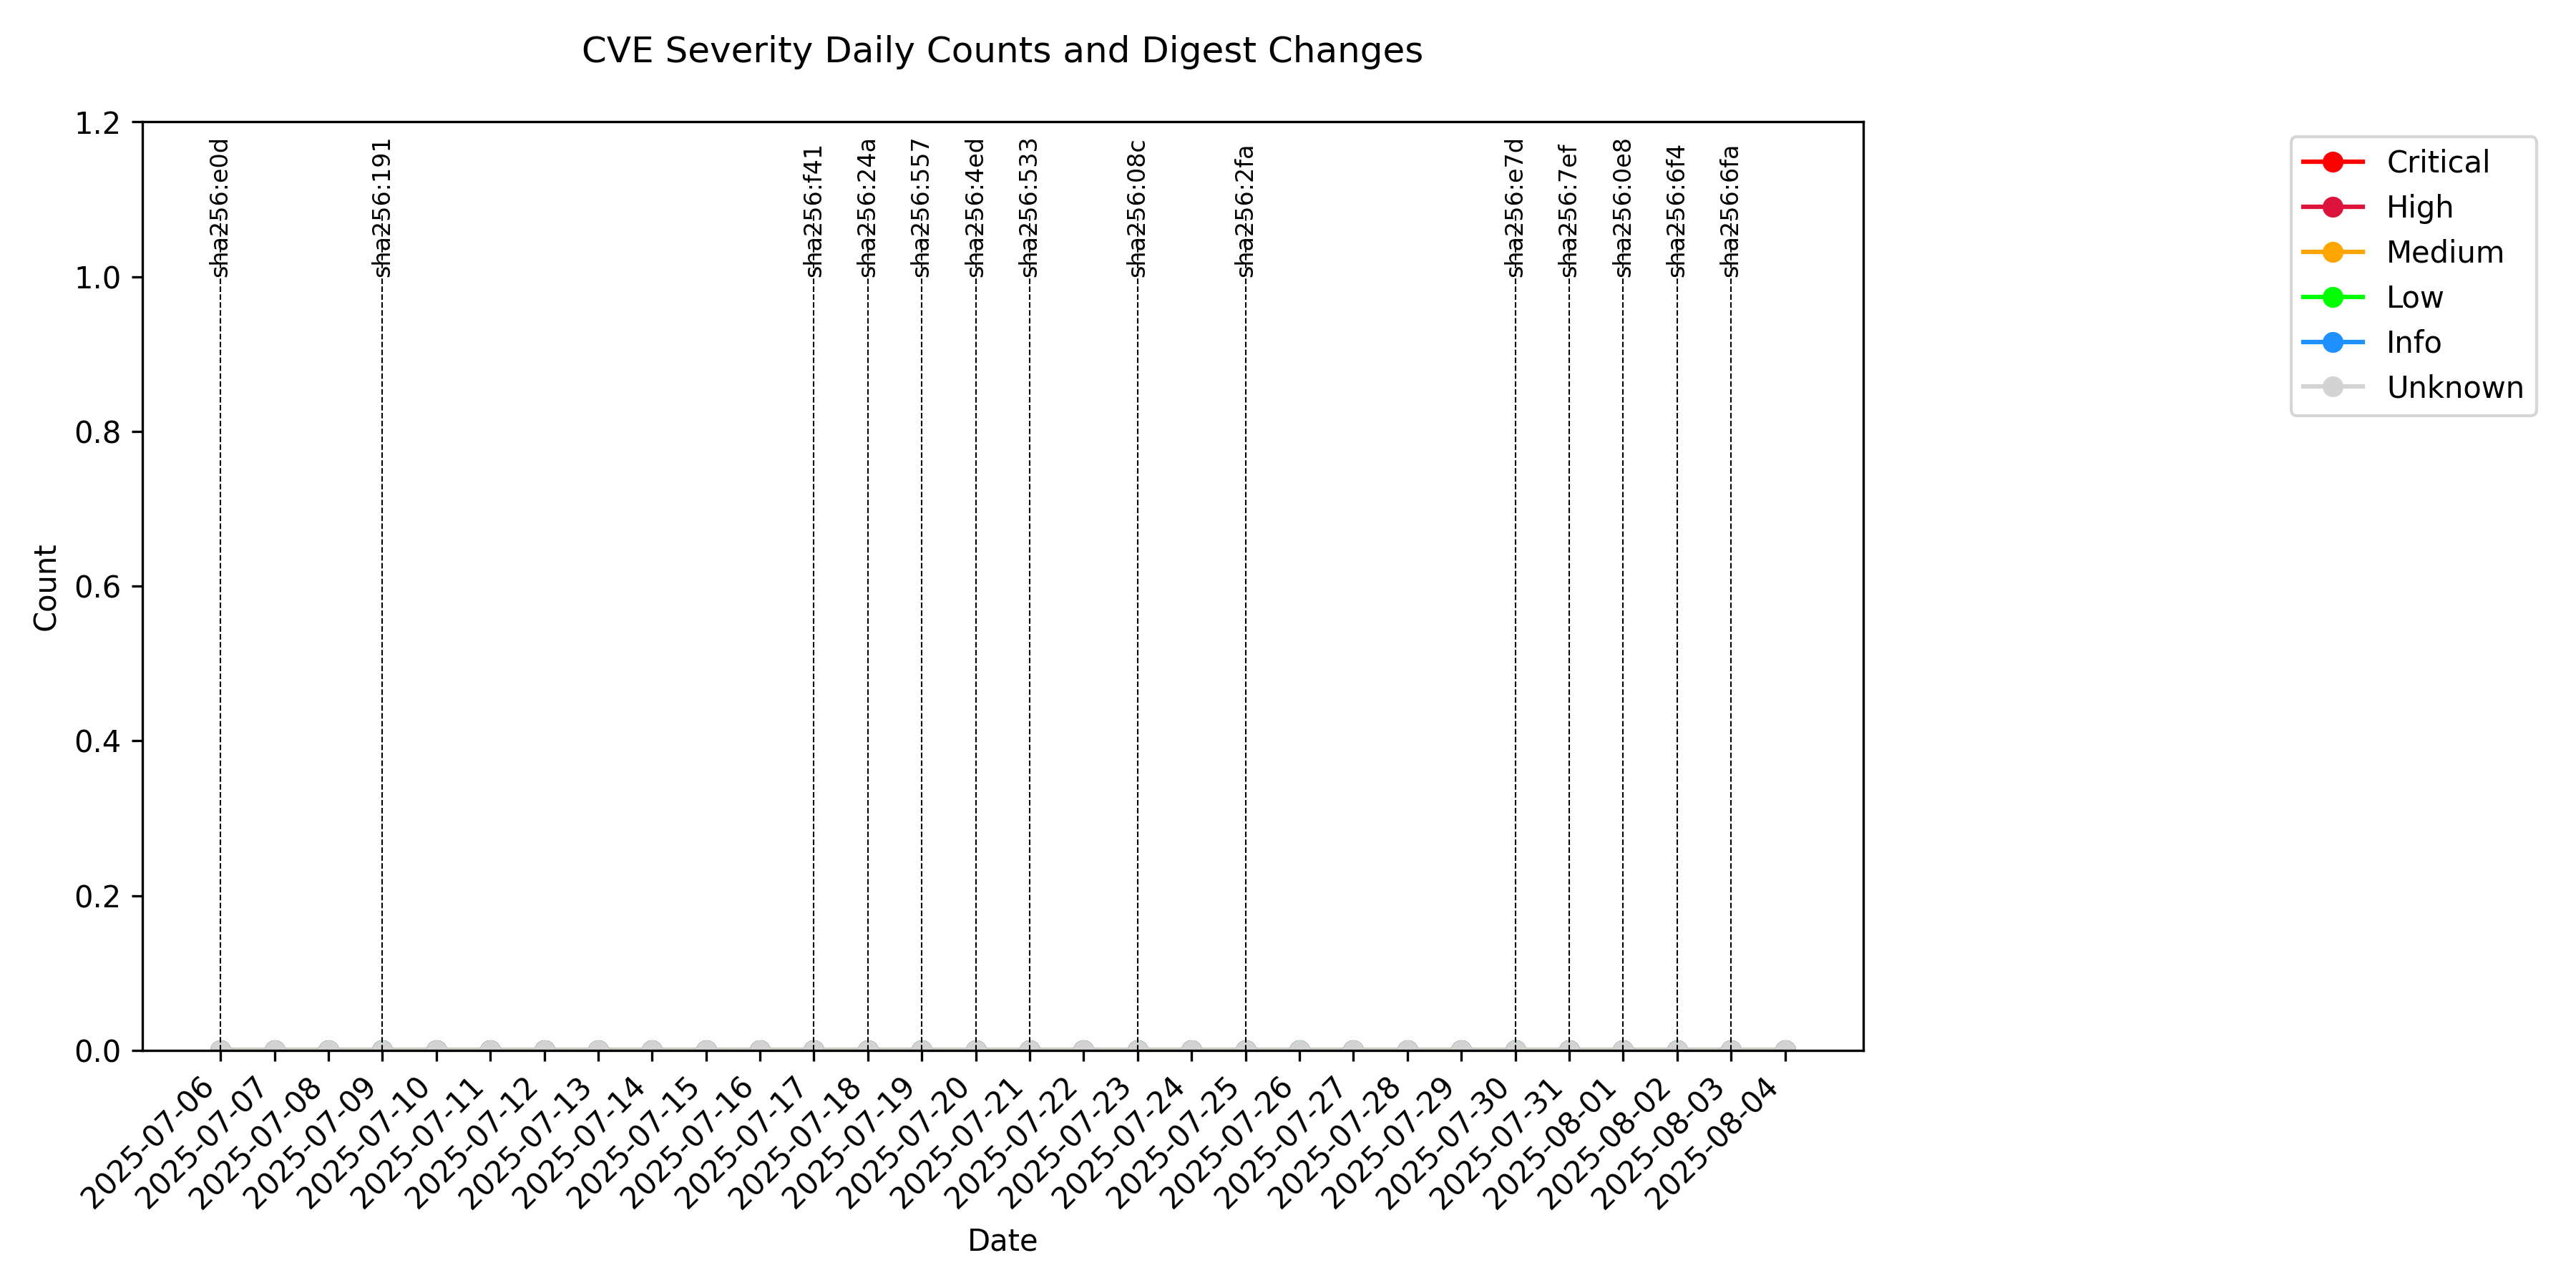 CVE Severity Daily Counts and Digest Changes
1.2
1.0
0.8
0.6
0.4
0.2
0.0
Count
sha256:e0d
sha256:191
sha256:f41
sha256:24a
sha256:557
sha256:4ed
sha256:533
sha256:08c
sha256:2fa
sha256:e7d
sha256:7ef
sha256:0e8
sha256:6f4
sha256:6fa
Critical
High
Medium
Low
Info
Unknown
2025-07-06
2025-07-07
2025-07-08
2025-07-09
2025-07-10
2025-07-11
2025-07-12
2025-07-13
2025-07-14
2025-07-15
2025-07-16
2025-07-17
2025-07-18
2025-07-19
2025-07-20
2025-07-21
2025-07-22
2025-07-23
2025-07-24
2025-07-25
2025-07-26
2025-07-27
2025-07-28
2025-07-29
2025-07-30
2025-07-31
2025-08-01
2025-08-02
2025-08-03
2025-08-04
Date